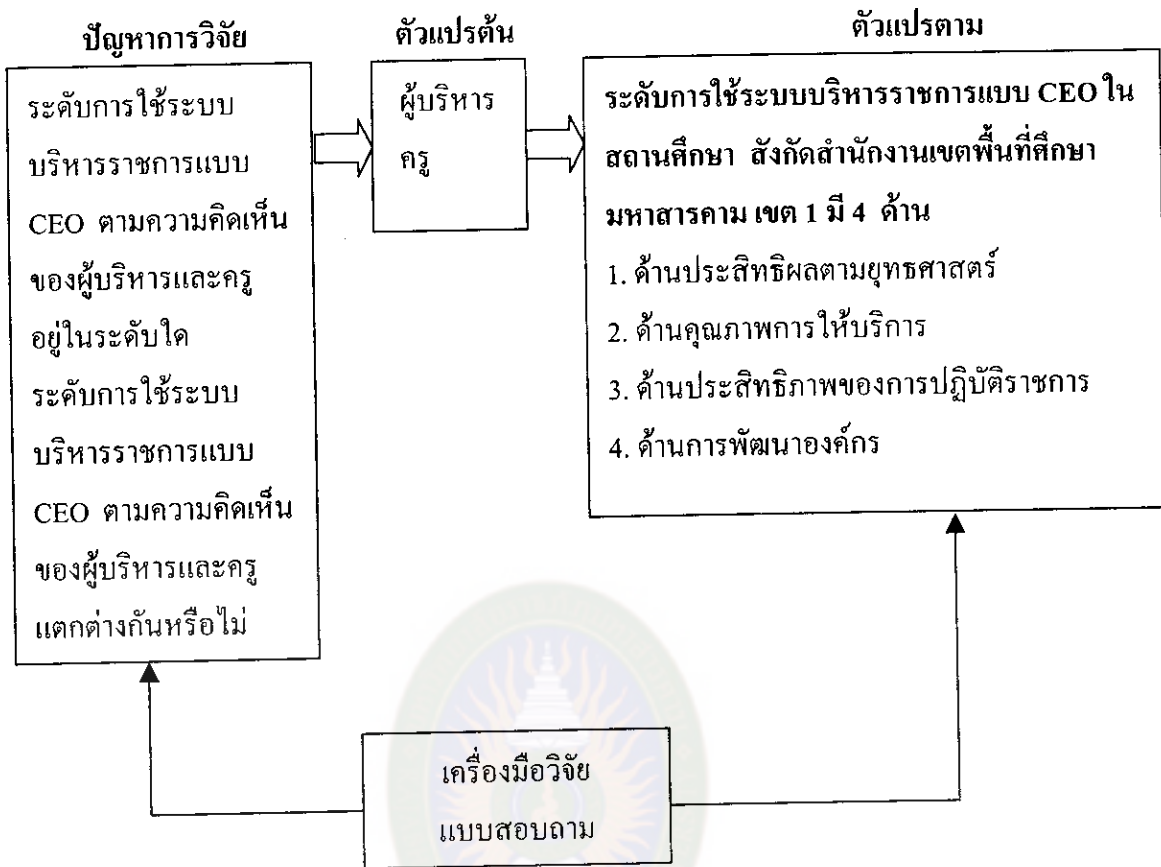 ปัญหาการวิจัย
ระดับการใช้ระบบ
บริหารราชการแบบ
CEO ตามความคิดเห็น
ของผู้บริหารและครู
อยู่ในระดับใด
ระดับการใช้ระบบ
บริหารราชการแบบ
CEO ตามความคิดเห็น
ของผู้บริหารและครู
แตกต่างกันหรือไม่
ตัวแปรต้น
ผู้บริหาร
ครู
ตัวแปรตาม
ระดับการใช้ระบบบริหารราชการแบบ CEO ใน
สถานศึกษา สังกัดสำนักงานเขตพื้นที่ศึกษา
มหาสารคาม เขต 1 มี 4 ด้าน
1. ด้านประสิทธิผลตามยุทธศาสตร์
2. ด้านคุณภาพการให้บริการ
3. ด้านประสิทธิภาพของการปฏิบัติราชการ
4. ด้านการพัฒนาองค์กร
เครื่องมือวิจัย
แบบสอบถาม